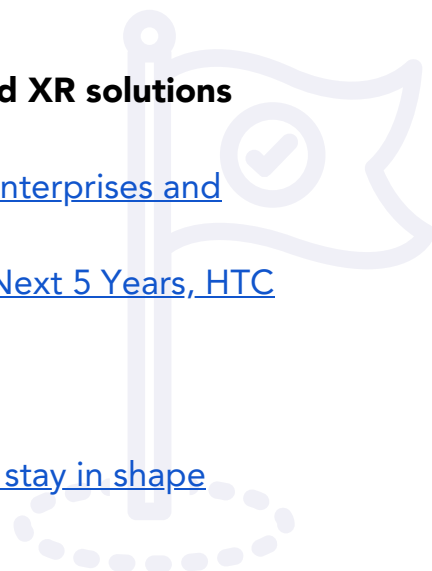 d XR solutions
nterprises and
Next 5 Years, HTC
stay in shape